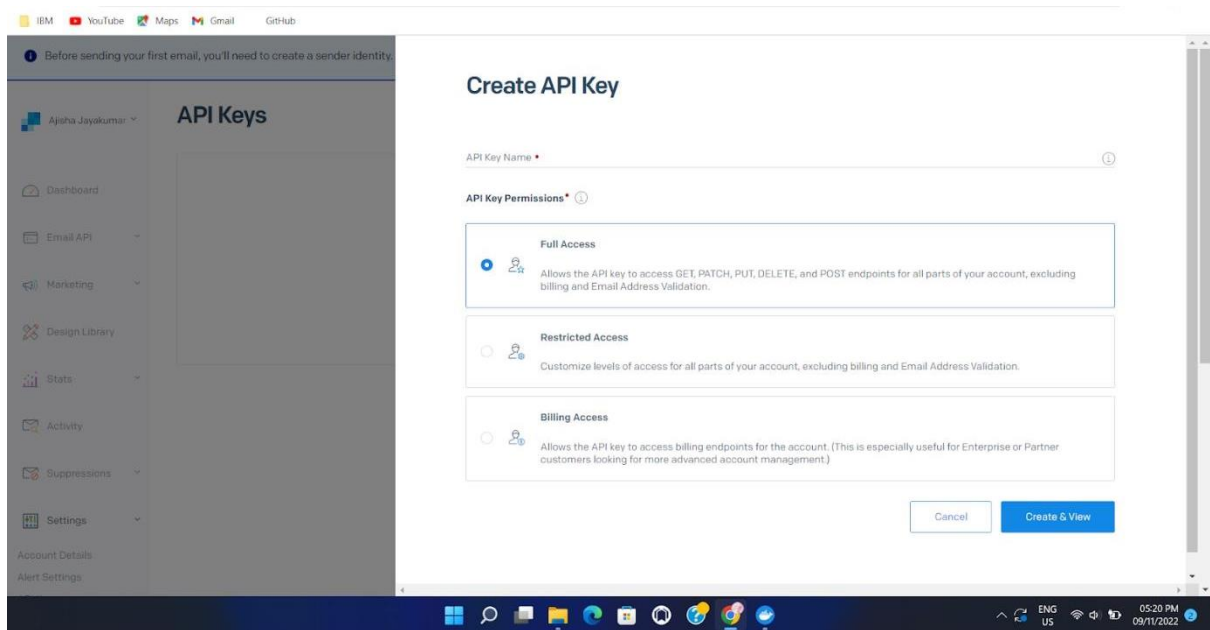 IBM YouTube Maps Gmail GitHub
Before sending your first email, you'll need to create a sender identity.
Ajisha Jayakumar
API Keys
Dashboard
Email API
Marketing
Design Library
Stats
Activity
Suppressions
Settings
Account Details
Alert Settings
Create API Key
API Key Name •
API Key Permissions*
Full Access
Allows the API key to access GET, PATCH, PUT, DELETE, and POST endpoints for all parts of your account, excluding
billing and Email Address Validation.
Restricted Access
Customize levels of access for all parts of your account, excluding billing and Email Address Validation.
Billing Access
Allows the API key to access billing endpoints for the account. (This is especially useful for Enterprise or Partner
customers looking for more advanced account management.)
Cancel Create & View
ENG
US
05:20 PM
09/11/2022